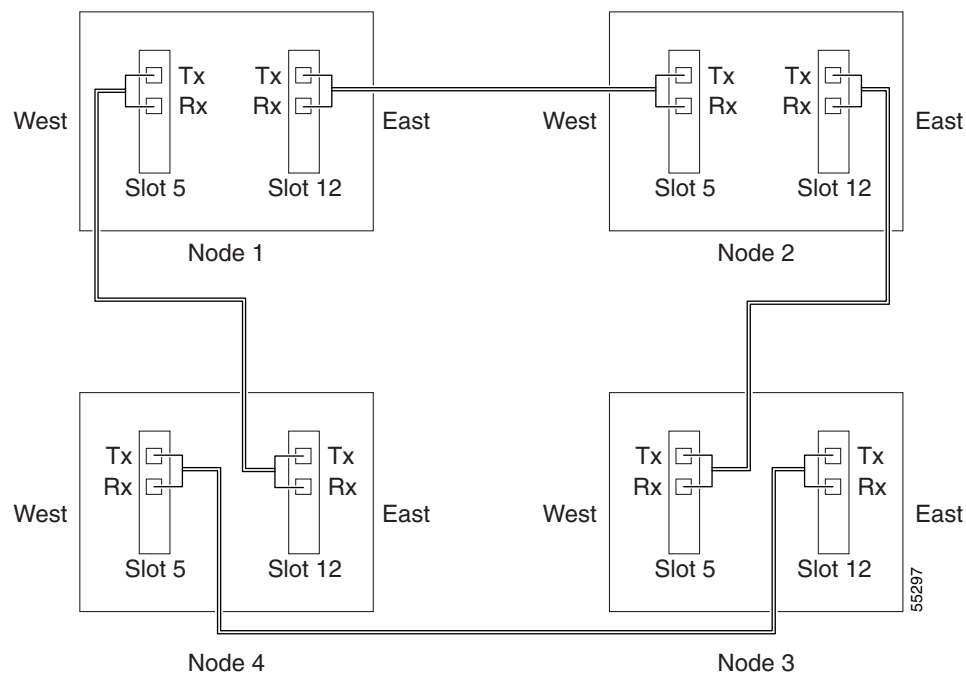 Tx Tx Tx Tx
Rx Rx Rx Rx
West East West East
Slot 5 Slot 12 Slot 5 Slot 12
Node 1 Node 2
Tx Tx Tx Tx
Rx Rx Rx Rx
West East West East
Slot 5 Slot 12 Slot 5 Slot 12
55297
Node 4 Node 3